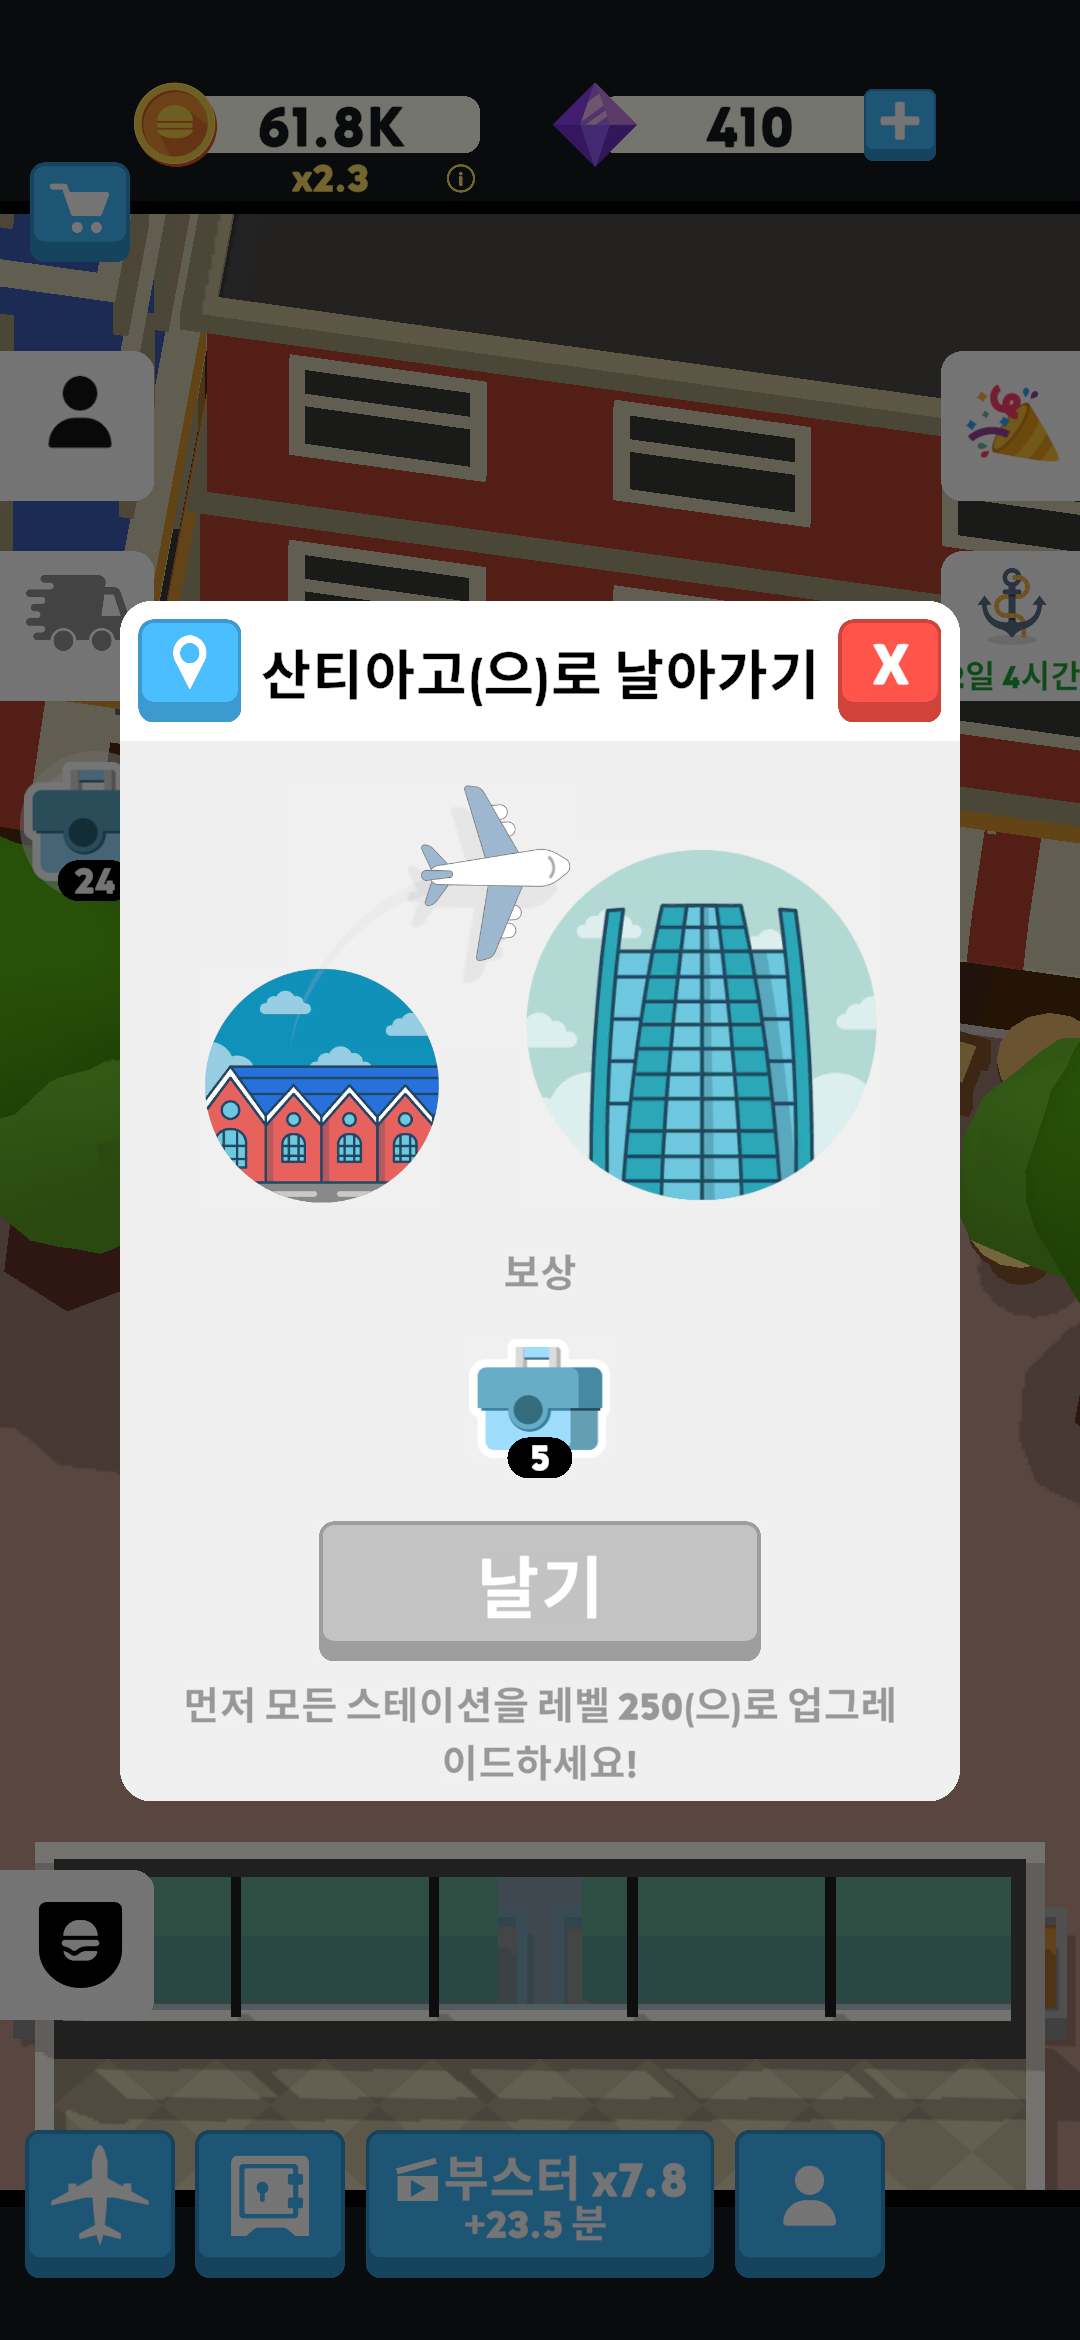 61.8K
410
x2.3
산티아고(으)로 날아가기
X
2일 4시간
24
보상
5
날기
먼저 모든 스테이션을 레벨 250(으)로 업그레
이드하세요!
부스터 x7.8
+23.5 분